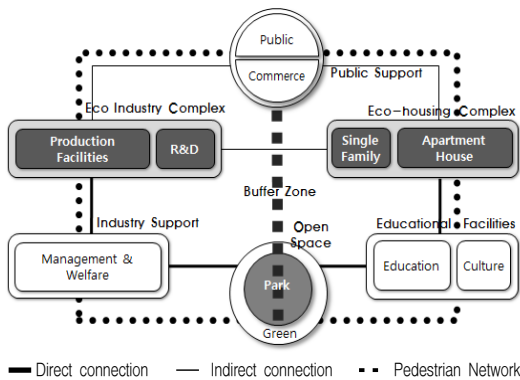 Public
Commerce
Public Support
Eco Industry Complex
Eco-housing Complex
Production
Facilities
R&D
Single
Family
Apartment
House
Buffer Zone
Industry Support
Open
Space
Educational Facilities
Management &
Welfare
Park
Education
Culture
Green
Direct connection
Indirect connection
Pedestrian Network